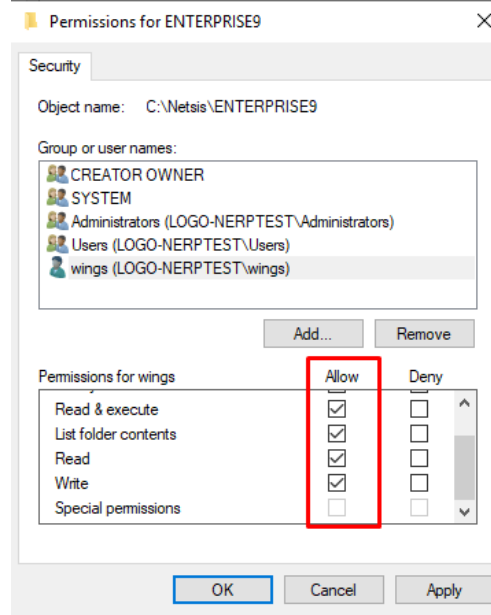 Permissions for ENTERPRISE9
Security
Object name: C:\Netsis\ENTERPRISE9
Group or user names:
CREATOR OWNER
SYSTEM
Administrators (LOGO-NERPTEST\Administrators)
Users (LOGO-NERPTEST\Users)
wings (LOGO-NERPTEST\wings)
Add... Remove
Permissions for wings Allow Deny
Read & execute
List folder contents
Read
Write
Special permissions
OK Cancel Apply